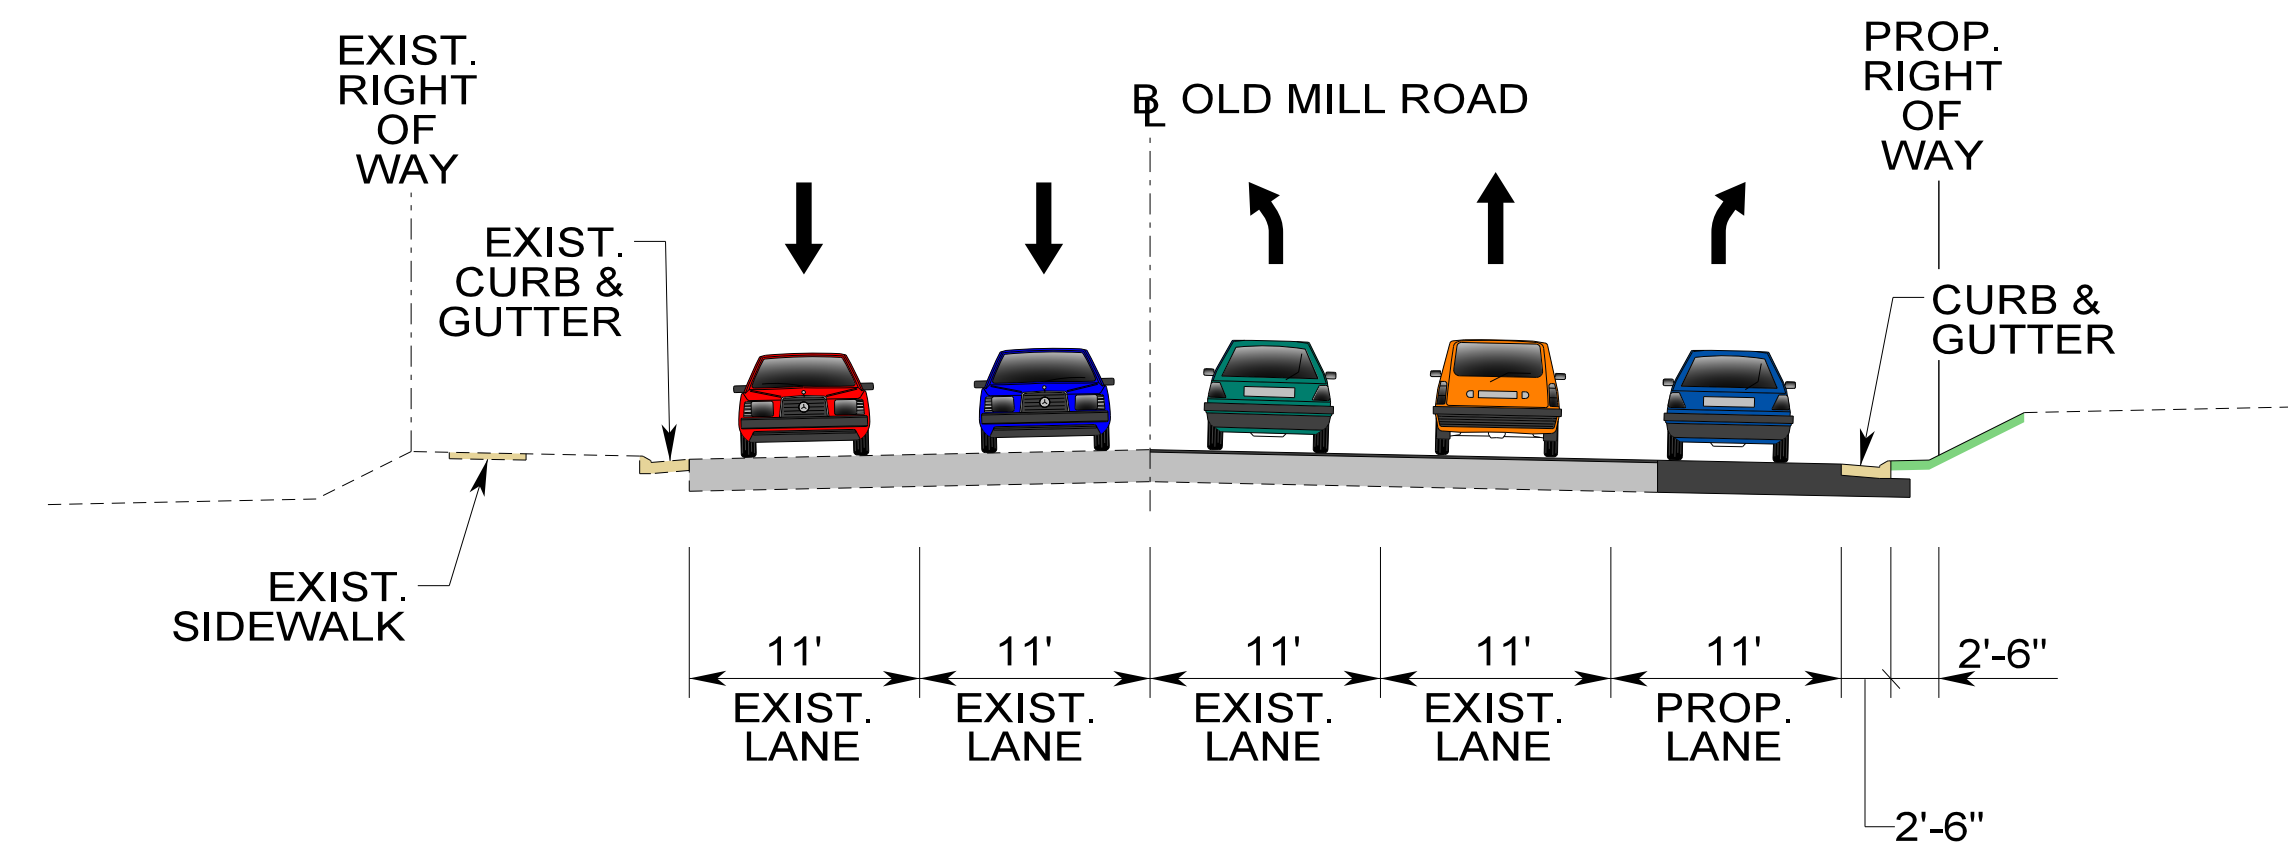 EXIST.
RIGHT
OF
WAY
BL OLD MILL ROAD
PROP.
RIGHT
OF
WAY
EXIST.
CURB &
GUTTER
CURB &
GUTTER
EXIST.
SIDEWALK
11'
EXIST.
LANE
11'
EXIST.
LANE
11'
EXIST.
LANE
11'
EXIST.
LANE
11'
PROP.
LANE
2'-6"
2'-6"